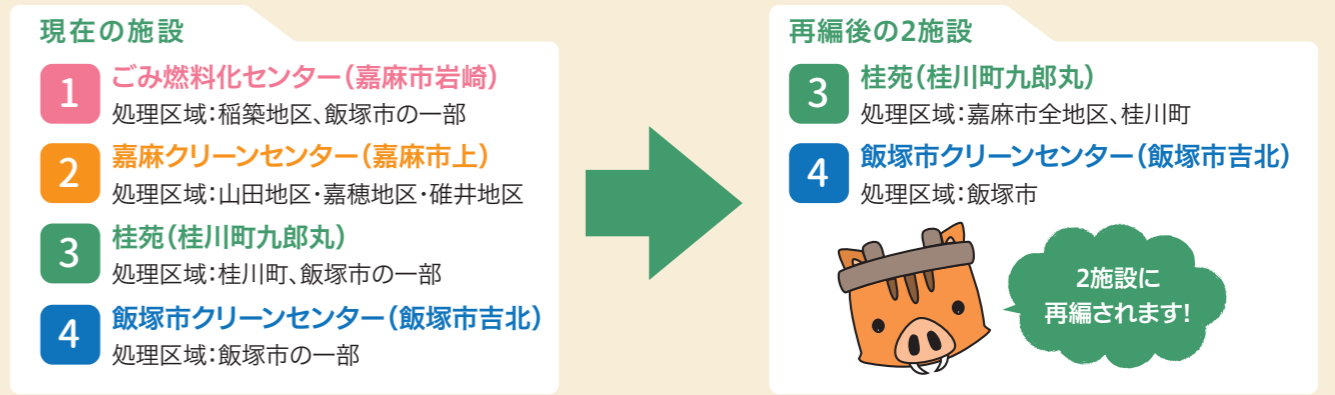 現在の施設
1
ごみ燃料化センター(嘉麻市岩崎)
処理区域:稲築地区、飯塚市の一部
2
嘉麻クリーンセンター(嘉麻市上)
処理区域:山田地区・嘉穂地区・碓井地区
3
桂苑(桂川町九郎丸)
処理区域:桂川町、飯塚市の一部
4
飯塚市クリーンセンター(飯塚市吉北)
処理区域:飯塚市の一部
再編後の2施設
3
桂苑(桂川町九郎丸)
処理区域:嘉麻市全地区、桂川町
4
飯塚市クリーンセンター(飯塚市吉北)
処理区域:飯塚市
2施設に
再編されます!